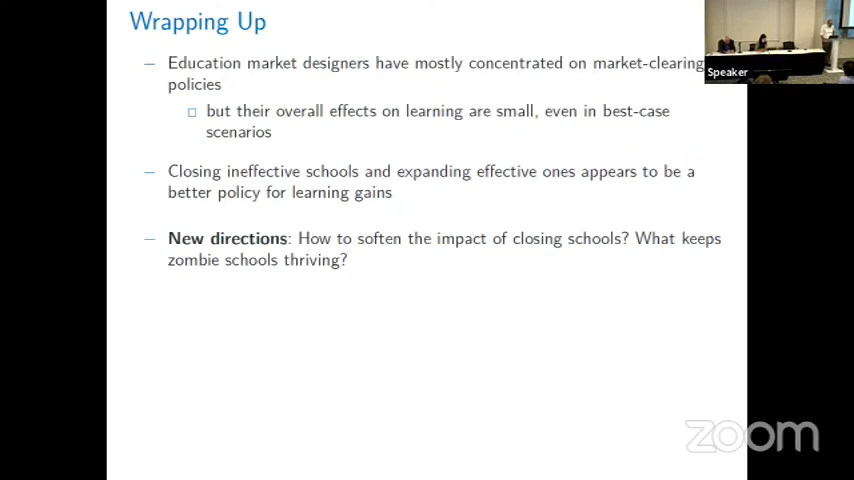 Wrapping Up
– Education market designers have mostly concentrated on market-clearing
policies
□ but their overall effects on learning are small, even in best-case
scenarios
– Closing ineffective schools and expanding effective ones appears to be a
better policy for learning gains
– New directions: How to soften the impact of closing schools? What keeps
zombie schools thriving?
Speaker
zoom